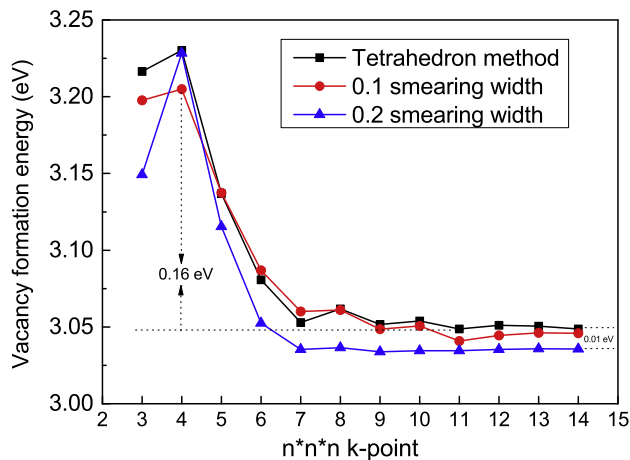 3.25
3.20
3.15
3.10
3.05
3.00
Vacancy formation energy (eV)
Tetrahedron method
0.1 smearing width
0.2 smearing width
0.16 eV
0.01 eV
2 3 4 5 6 7 8 9 10 11 12 13 14 15
n*n*n k-point